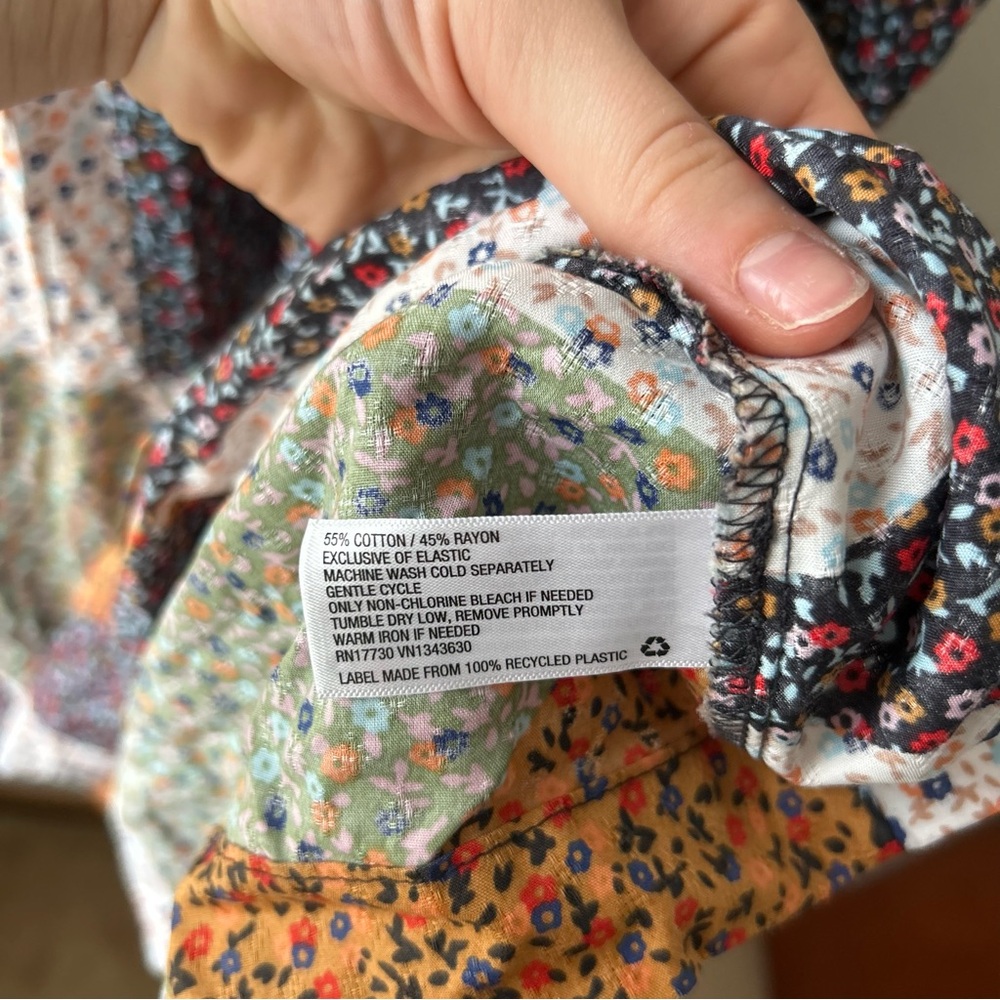 55% COTTON / 45% RAYON
EXCLUSIVE OF ELASTIC
MACHINE WASH COLD SEPARATELY
GENTLE CYCLE
ONLY NON-CHLORINE BLEACH IF NEEDED
TUMBLE DRY LOW, REMOVE PROMPTLY
WARM IRON IF NEEDED
RN17730 VN1343630
LABEL MADE FROM 100% RECYCLED PLASTIC